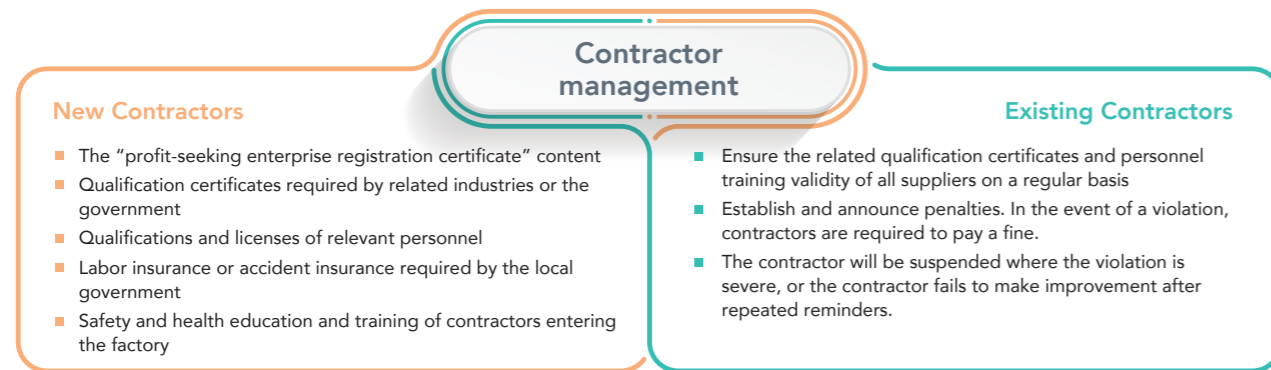 Contractor
management
New Contractors
The “profit-seeking enterprise registration certificate” content
Qualification certificates required by related industries or the
government
Qualifications and licenses of relevant personnel
Labor insurance or accident insurance required by the local
government
Safety and health education and training of contractors entering
the factory
Existing Contractors
Ensure the related qualification certificates and personnel
training validity of all suppliers on a regular basis
Establish and announce penalties. In the event of a violation,
contractors are required to pay a fine.
The contractor will be suspended where the violation is
severe, or the contractor fails to make improvement after
repeated reminders.